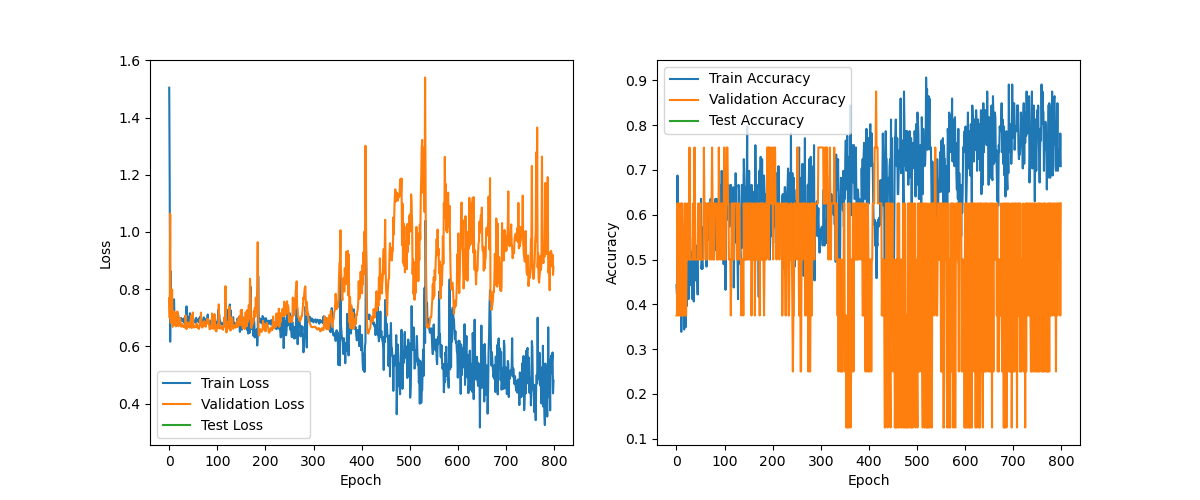 1.6
1.4
1.2
1.0
0.8
0.6
0.4
Loss
Train Loss
Validation Loss
Test Loss
0 100 200 300 400 500 600 700 800
Epoch
0.9
0.8
0.7
0.6
0.5
0.4
0.3
0.2
0.1
Accuracy
Train Accuracy
Validation Accuracy
Test Accuracy
0 100 200 300 400 500 600 700 800
Epoch